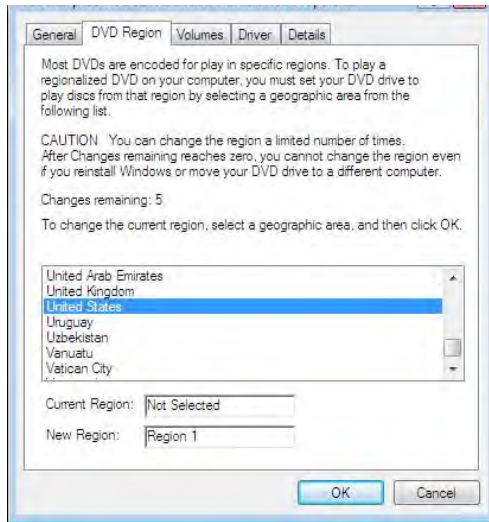 General DVD Region Volumes Driver Details
Most DVDs are encoded for play in specific regions. To play a
regionalized DVD on your computer, you must set your DVD drive to
play discs from that region by selecting a geographic area from the
following list.
CAUTION You can change the region a limited number of times.
After Changes remaining reaches zero, you cannot change the region even
if you reinstall Windows or move your DVD drive to a different computer.
Changes remaining: 5
To change the current region, select a geographic area, and then click OK.
United Arab Emirates
United Kingdom
United States
Uruguay
Uzbekistan
Vanuatu
Vatican City
Current Region: Not Selected
New Region: Region 1
OK Cancel